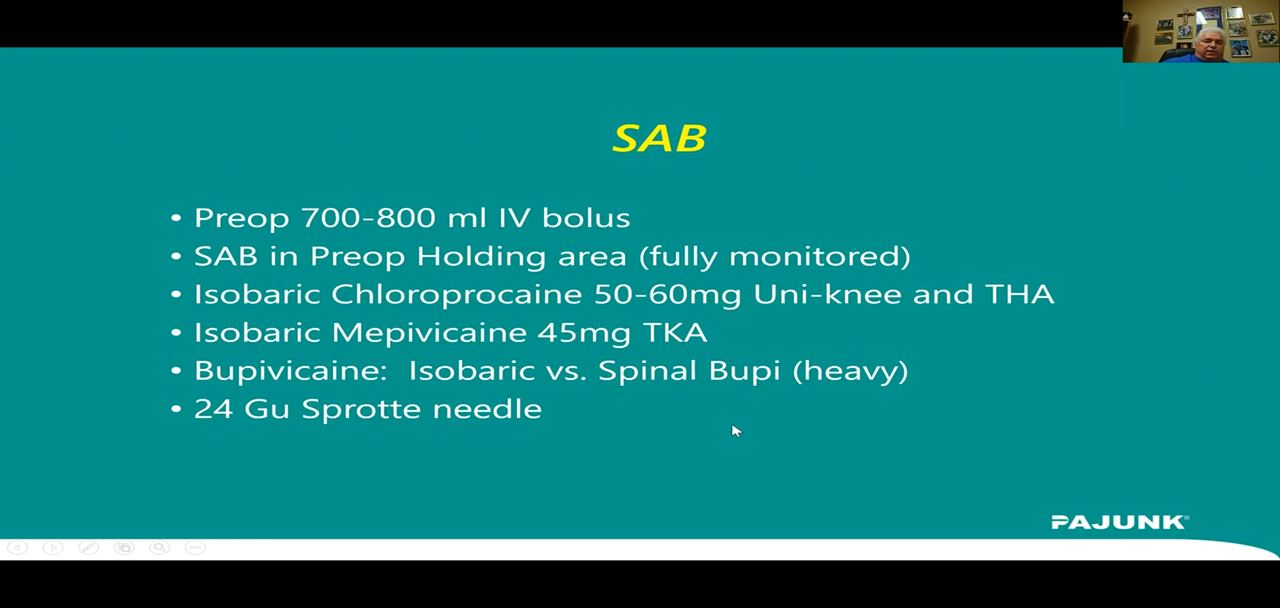 SAB
• Preop 700-800 ml IV bolus
• SAB in Preop Holding area (fully monitored)
• Isobaric Chloroprocaine 50-60mg Uni-knee and THA
• Isobaric Mepivicaine 45mg TKA
• Bupivicaine:  Isobaric vs. Spinal Bupi (heavy)
• 24 Gu Sprotte needle
PAJUNK®